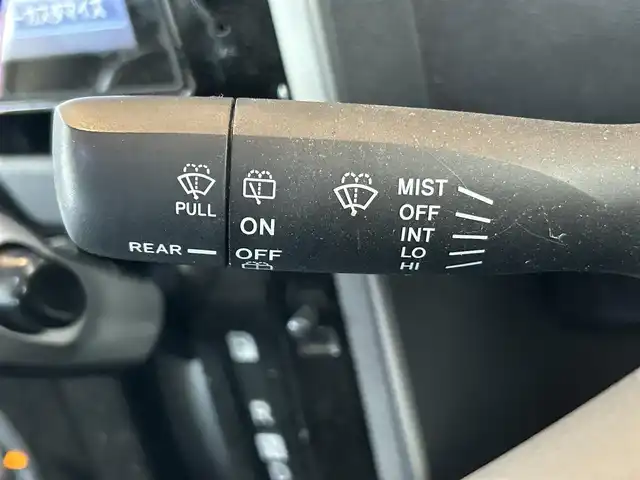 PULL
REAR
ON
OFF
MIST
OFF
INT
LO
HI
R